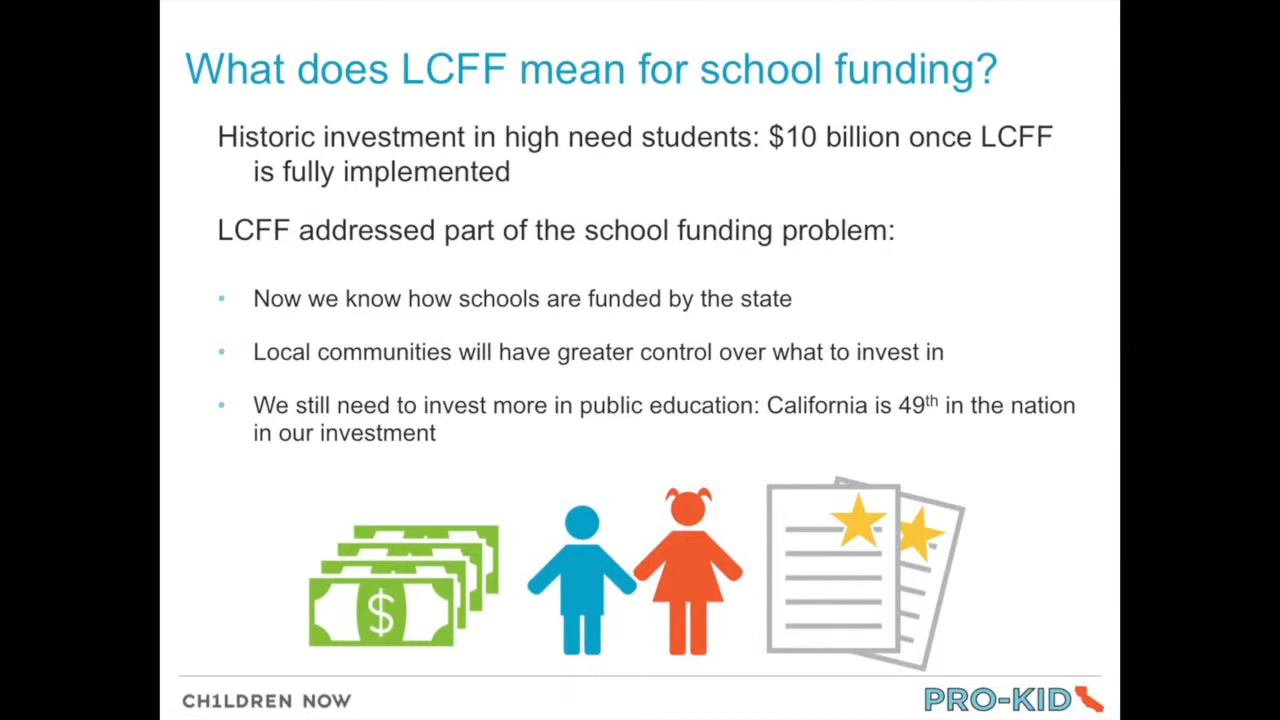 What does LCFF mean for school funding?
Historic investment in high need students: $10 billion once LCFF
is fully implemented
LCFF addressed part of the school funding problem:
• Now we know how schools are funded by the state
• Local communities will have greater control over what to invest in
• We still need to invest more in public education: California is 49th in the nation
in our investment
$
CH1LDREN NOW
PRO-KID